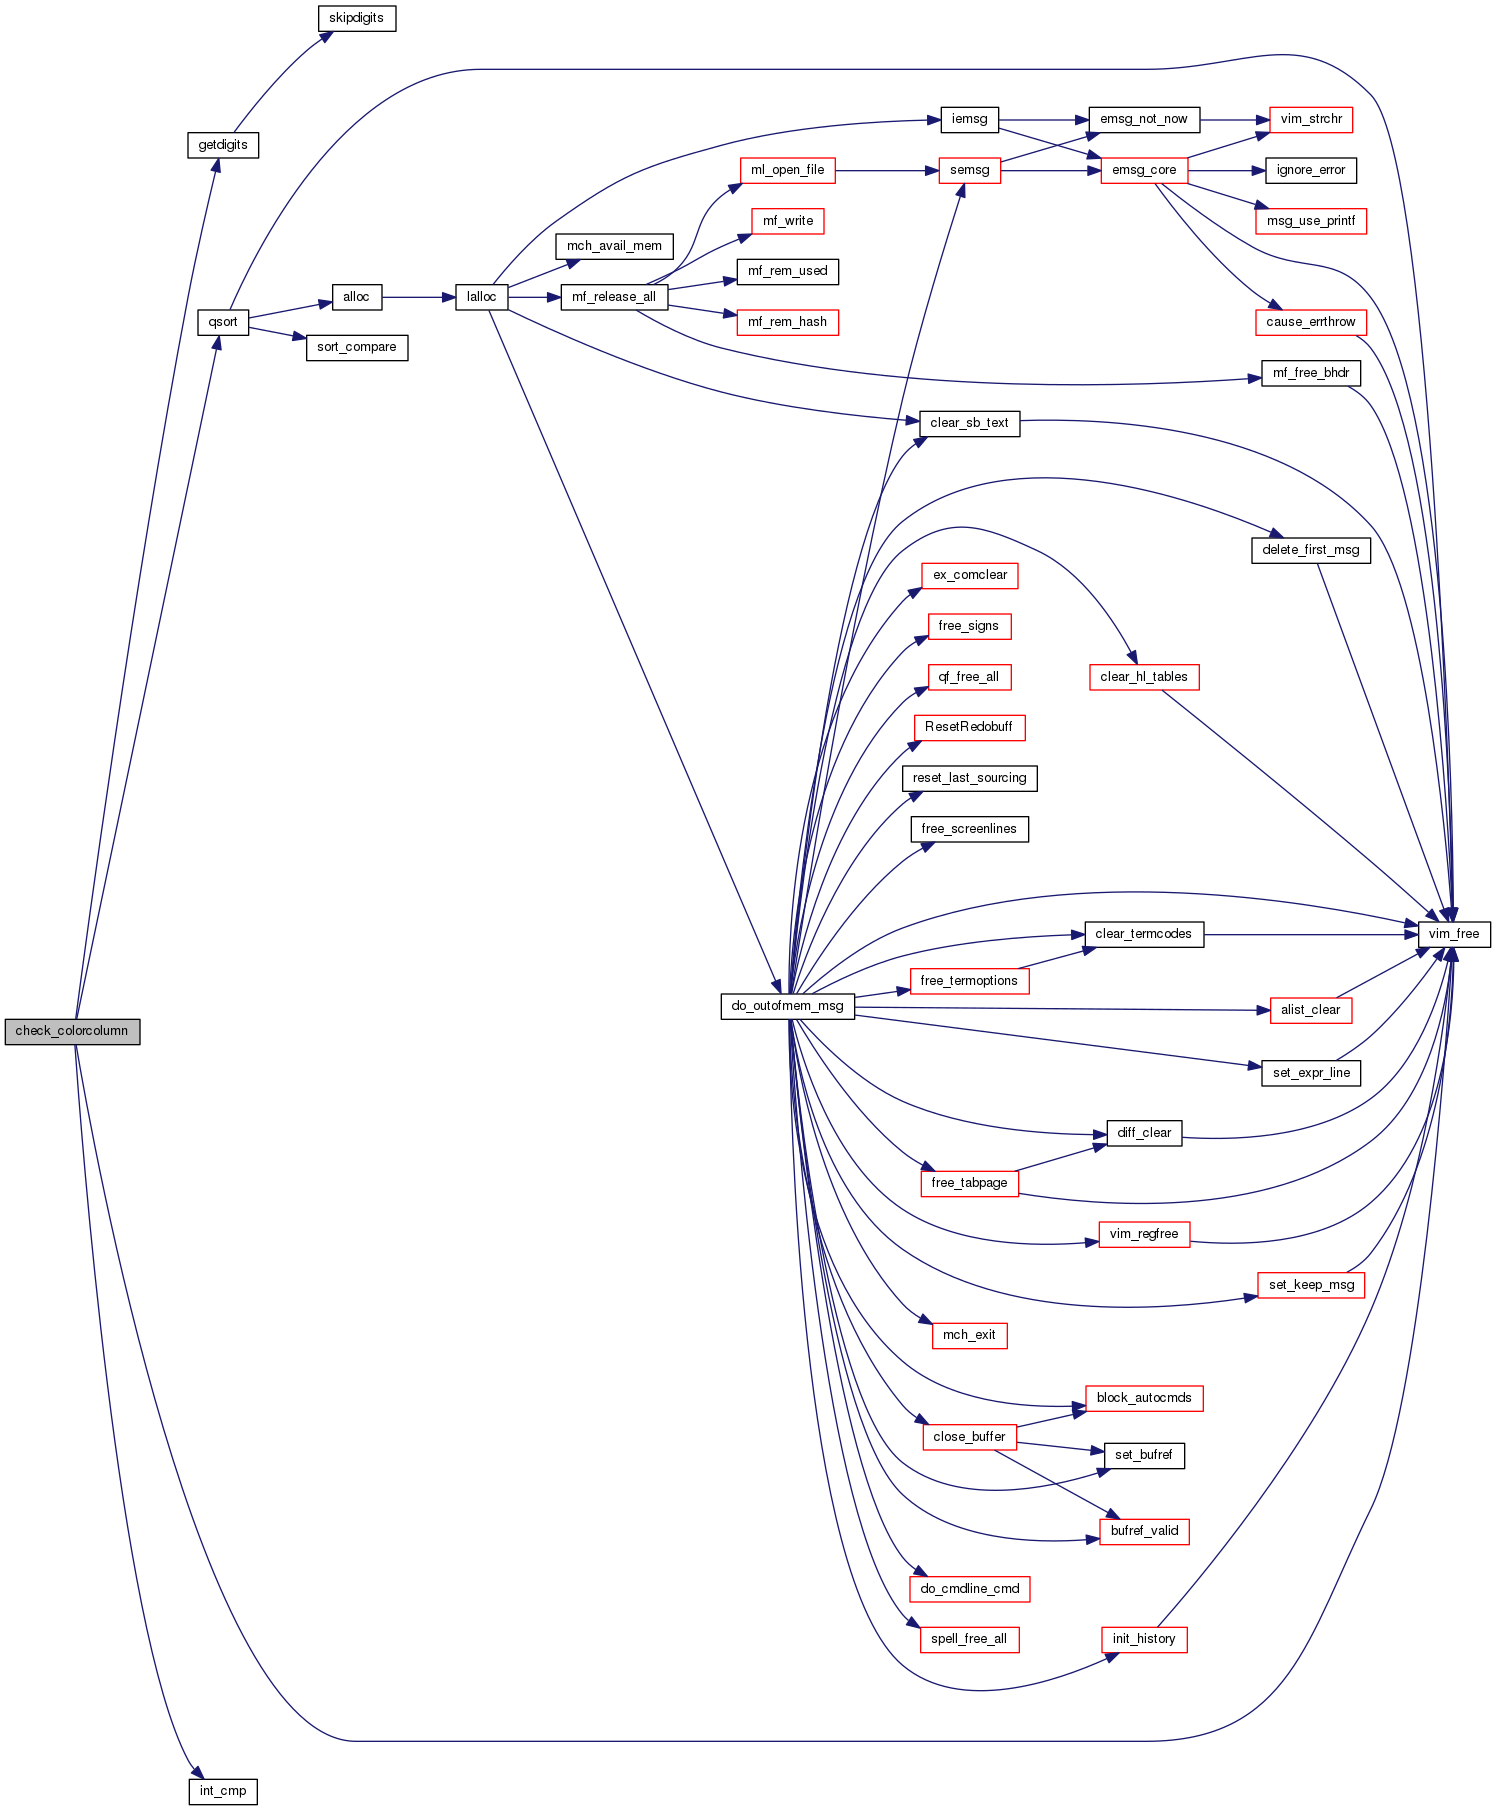 skipdigits
iemsg
emsg_not_now
vim_strchr
getdigits
ml_open_file
semsg
emsg_core
ignore_error
mf_write
msg_use_printf
mch_avail_mem
mf_rem_used
alloc
lalloc
mf_release_all
qsort
mf_rem_hash
cause_errthrow
sort_compare
mf_free_bhdr
clear_sb_text
delete_first_msg
ex_comclear
free_signs
qf_free_all
clear_hl_tables
ResetRedobuff
reset_last_sourcing
free_screenlines
clear_termcodes
vim_free
free_termoptions
do_outofmem_msg
alist_clear
check_colorcolumn
set_expr_line
diff_clear
free_tabpage
vim_regfree
set_keep_msg
mch_exit
block_autocmds
close_buffer
set_bufref
bufref_valid
do_cmdline_cmd
spell_free_all
init_history
int_cmp